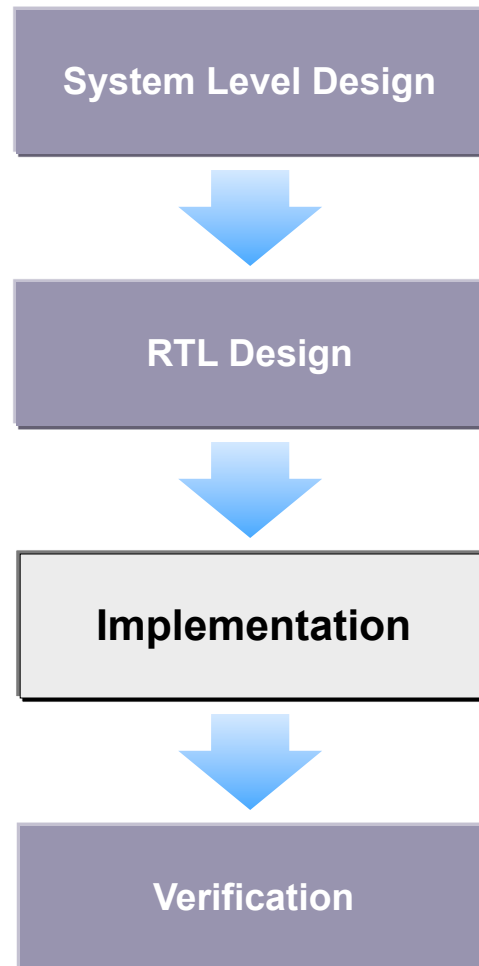 System Level Design
RTL Design
Implementation
Verification